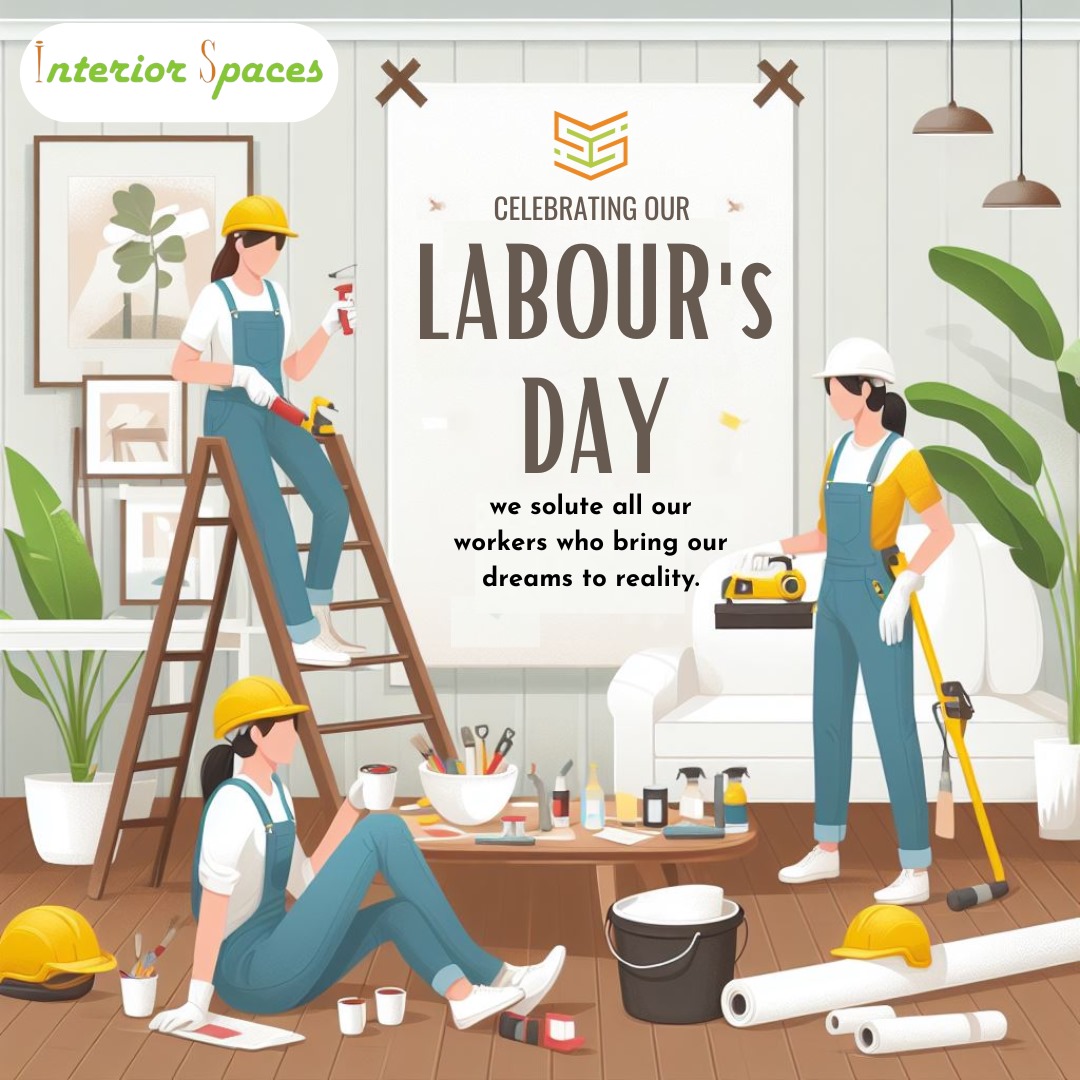 Interior Spaces
CELEBRATING OUR
LABOUR's
DAY
we solute all our
workers who bring our
dreams to reality.